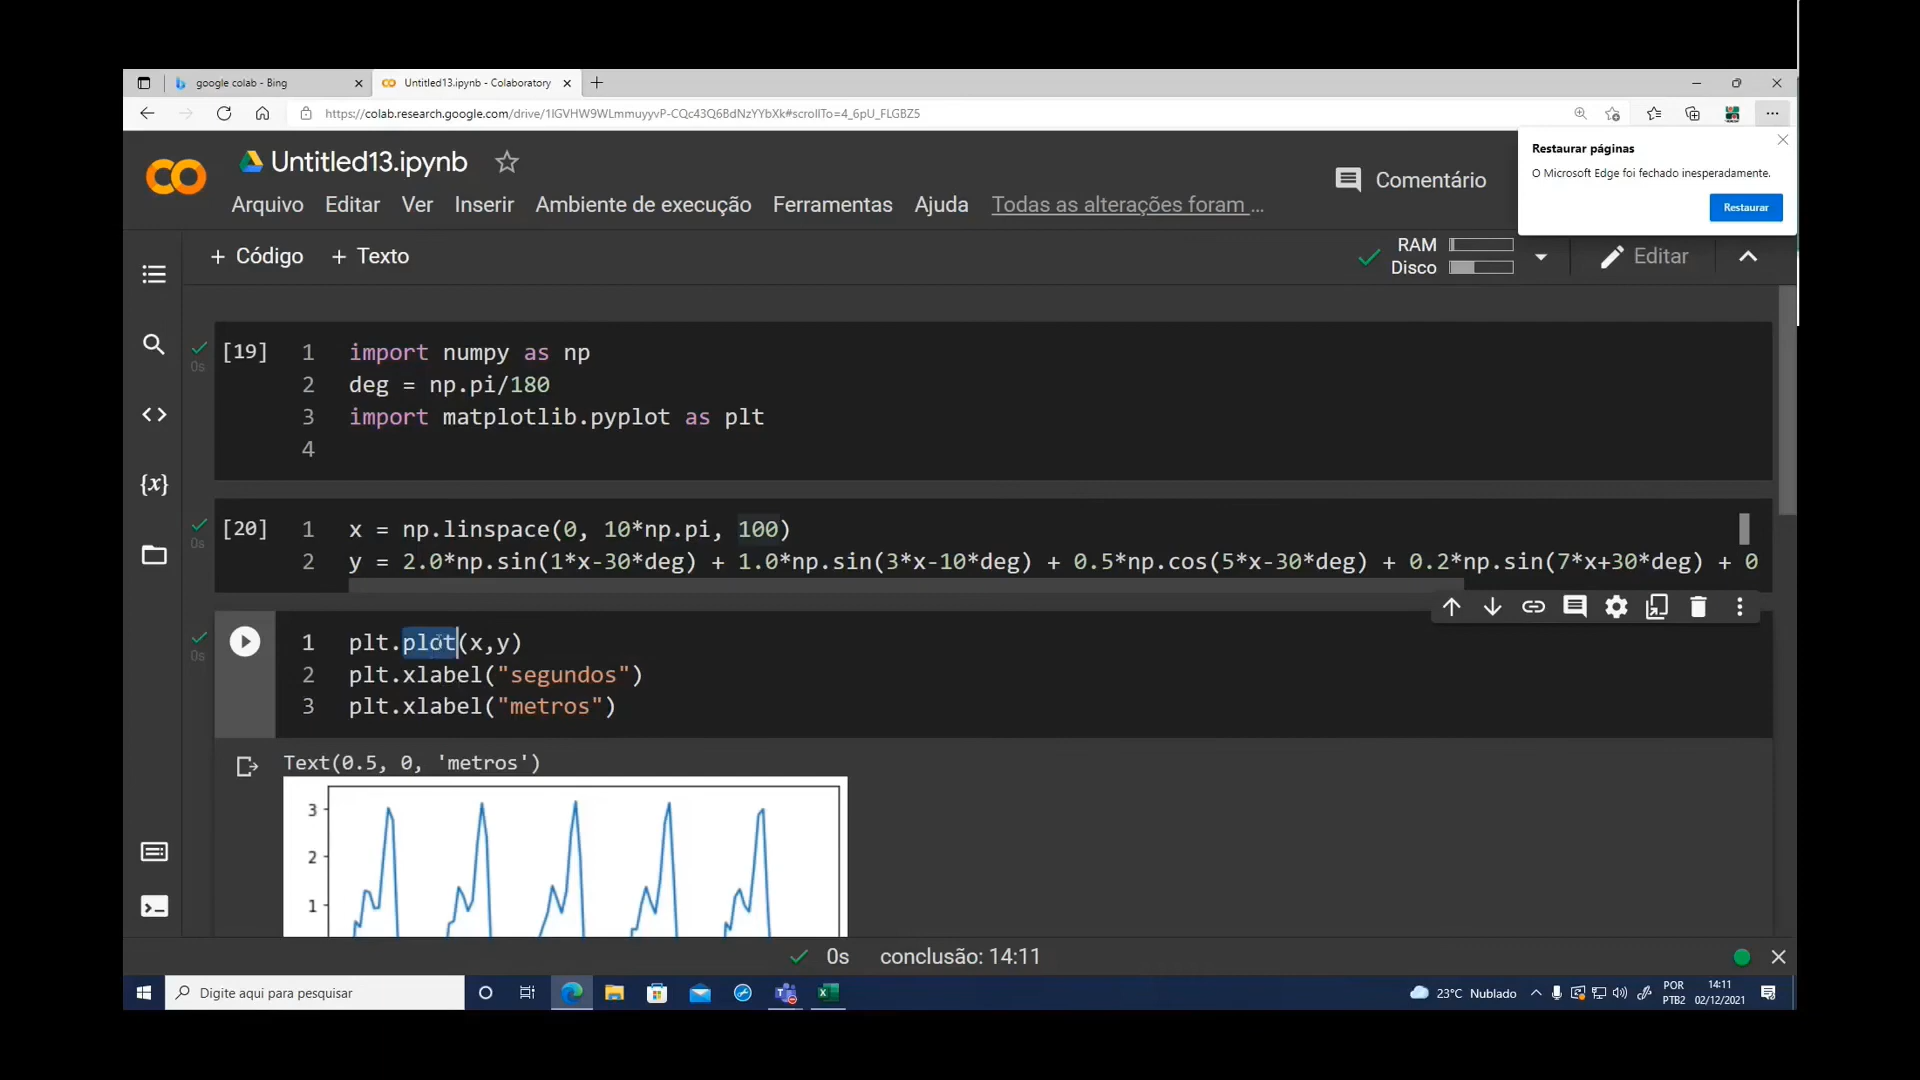 google colab - Bing
Untitled13.ipynb - Colaboratory
https://colab.research.google.com/drive/1IGVHW9WLmmuyyvP-CQc43Q6BdNzYYbXk#scrollTo=4_6pU_FLGBZ5
Restaurar páginas
O Microsoft Edge foi fechado inesperadamente.
Restaurar
Untitled13.ipynb
Comentário
Arquivo Editar Ver Inserir Ambiente de execução Ferramentas Ajuda Todas as alterações foram ...
+ Código + Texto
RAM
Disco
Editar
[19]
0s
1 import numpy as np
2 deg = np.pi/180
3 import matplotlib.pyplot as plt
4
[20]
0s
1 x = np.linspace(0, 10*np.pi, 100)
2 y = 2.0*np.sin(1*x-30*deg) + 1.0*np.sin(3*x-10*deg) + 0.5*np.cos(5*x-30*deg) + 0.2*np.sin(7*x+30*deg) + 0
0s
1 plt.plot(x,y)
2 plt.xlabel("segundos")
3 plt.xlabel("metros")
Text(0.5, 0, 'metros')
3
2
1
0s conclusão: 14:11
Digite aqui para pesquisar
23°C Nublado
POR
PTB2
14:11
02/12/2021